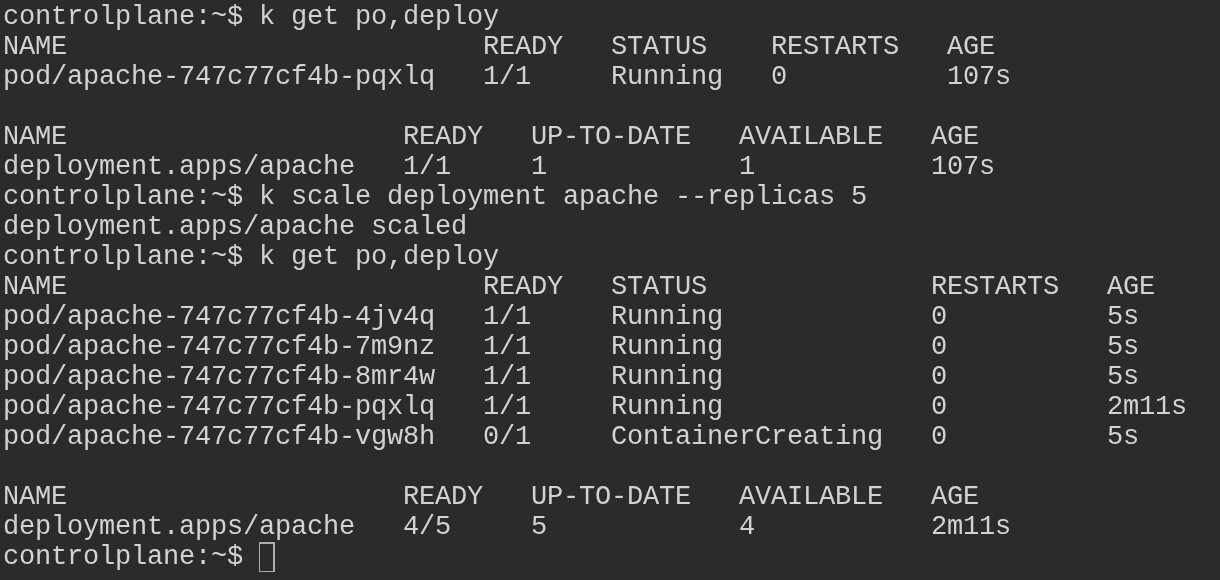 controlplane:~$ k get po,deploy
NAME                          READY   STATUS    RESTARTS   AGE
pod/apache-747c77cf4b-pqxlq   1/1     Running   0          107s

NAME                     READY   UP-TO-DATE   AVAILABLE   AGE
deployment.apps/apache   1/1     1            1           107s
controlplane:~$ k scale deployment apache --replicas 5
deployment.apps/apache scaled
controlplane:~$ k get po,deploy
NAME                          READY   STATUS              RESTARTS   AGE
pod/apache-747c77cf4b-4jv4q   1/1     Running             0          5s
pod/apache-747c77cf4b-7m9nz   1/1     Running             0          5s
pod/apache-747c77cf4b-8mr4w   1/1     Running             0          5s
pod/apache-747c77cf4b-pqxlq   1/1     Running             0          2m11s
pod/apache-747c77cf4b-vgw8h   0/1     ContainerCreating   0          5s

NAME                     READY   UP-TO-DATE   AVAILABLE   AGE
deployment.apps/apache   4/5     5            4           2m11s
controlplane:~$